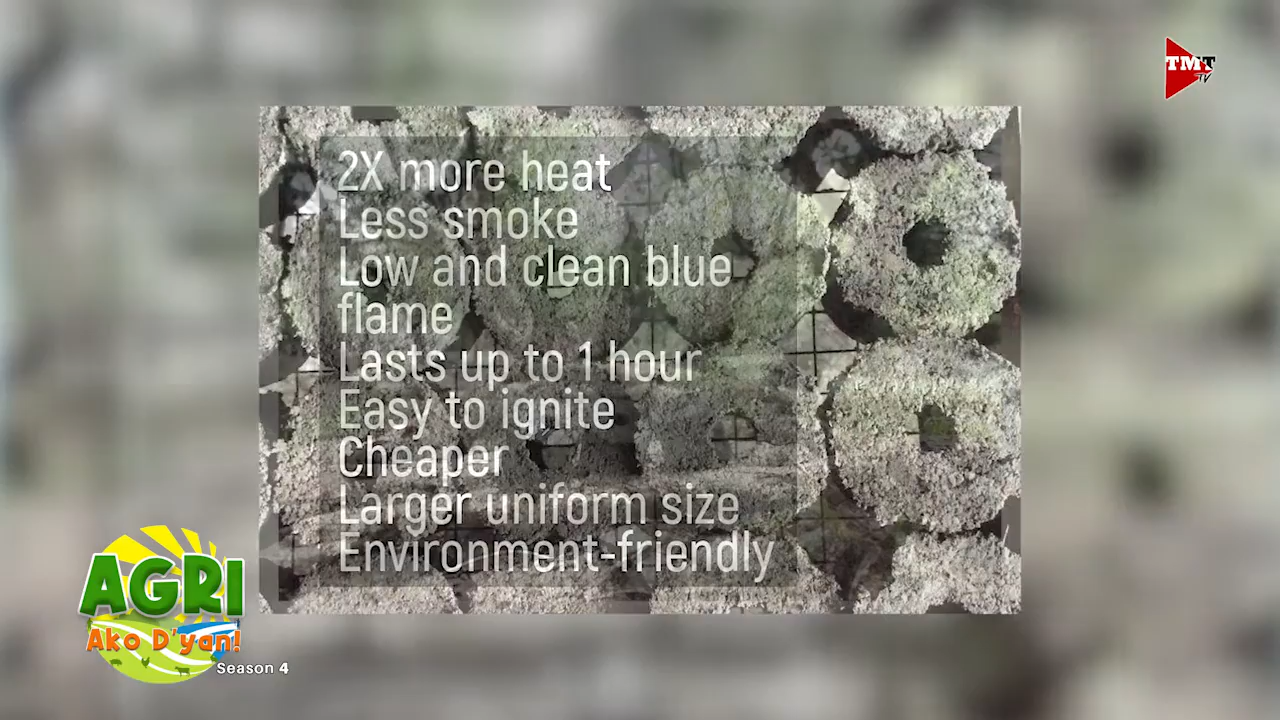 TMT
TV
2X more heat
Less smoke
Low and clean blue
flame
Lasts up to 1 hour
Easy to ignite
Cheaper
Larger uniform size
Environment-friendly
AGRI
Ako D'yan!
Season 4